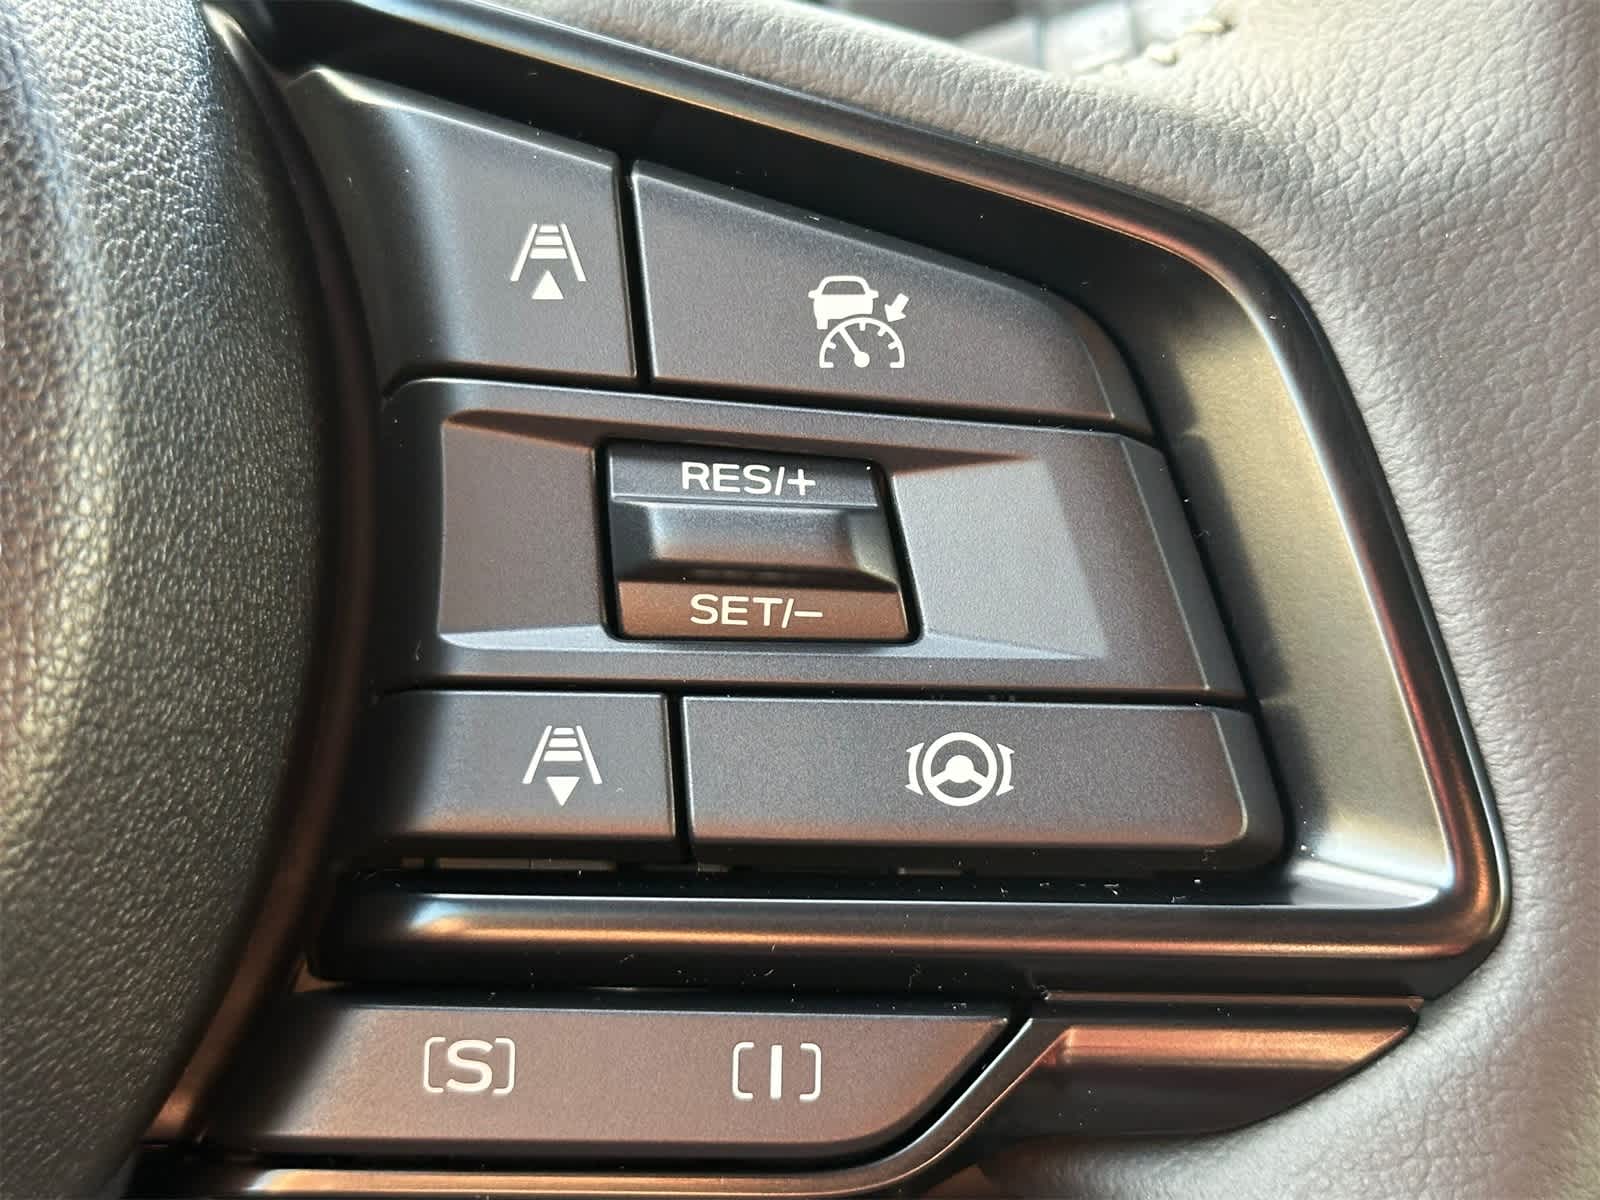 RES/+
SET/−
[S] [I]